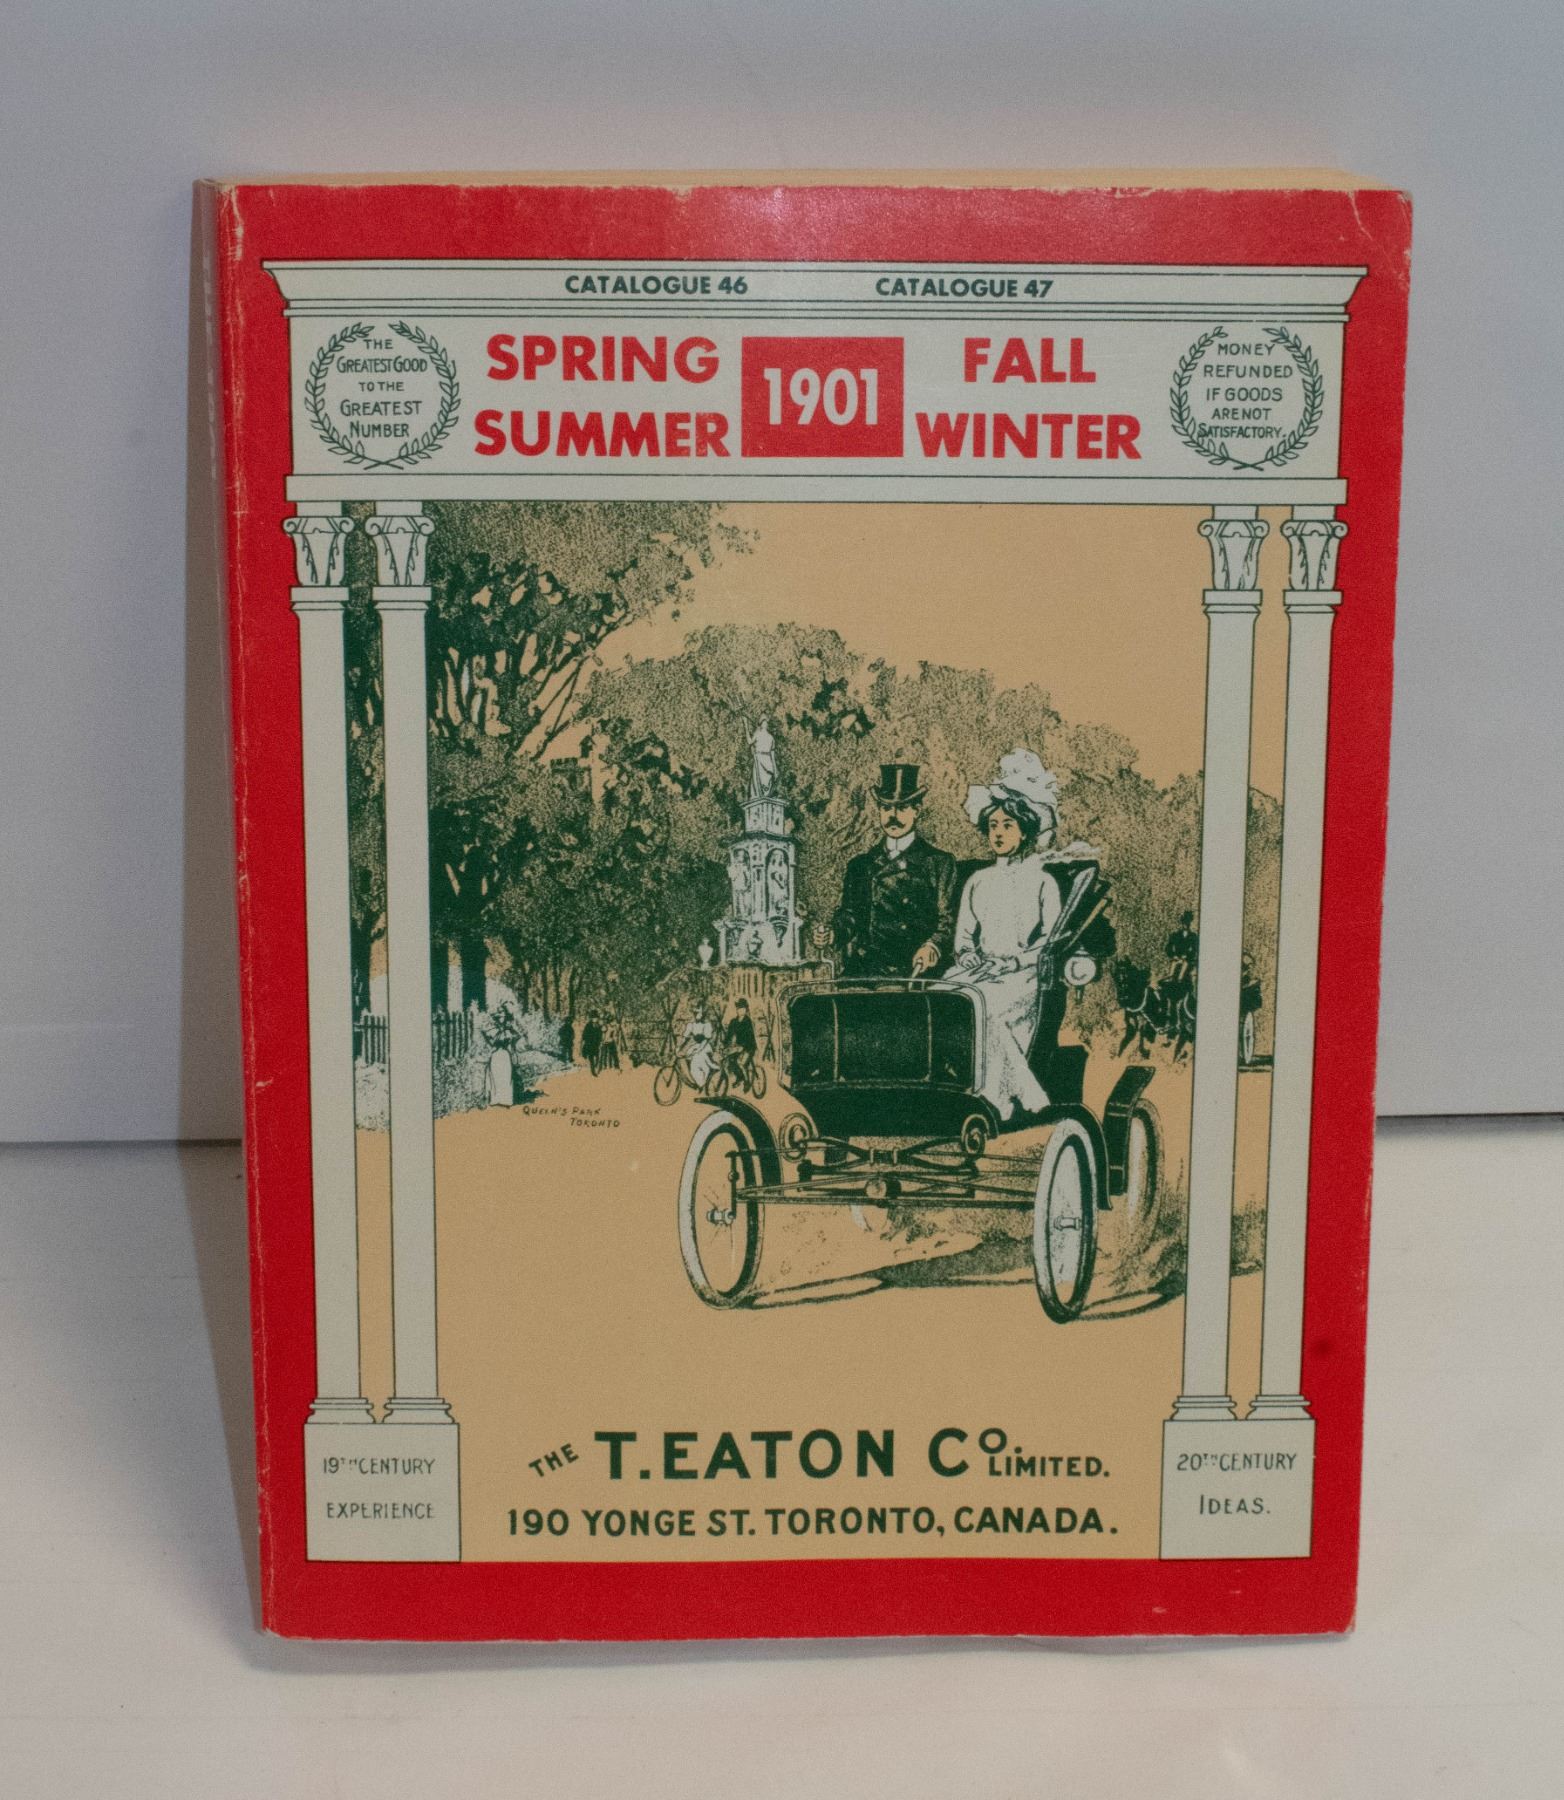 CATALOGUE 46
CATALOGUE 47
THE
GREATEST GOOD
TO THE
GREATEST
NUMBER
SPRING
SUMMER
1901
FALL
WINTER
MONEY
REFUNDED
IF GOODS
ARE NOT
SATISFACTORY.
QUEEN'S PARK
TORONTO
THE T. EATON CO. LIMITED.
190 YONGE ST. TORONTO, CANADA.
19TH CENTURY
EXPERIENCE
20TH CENTURY
IDEAS.